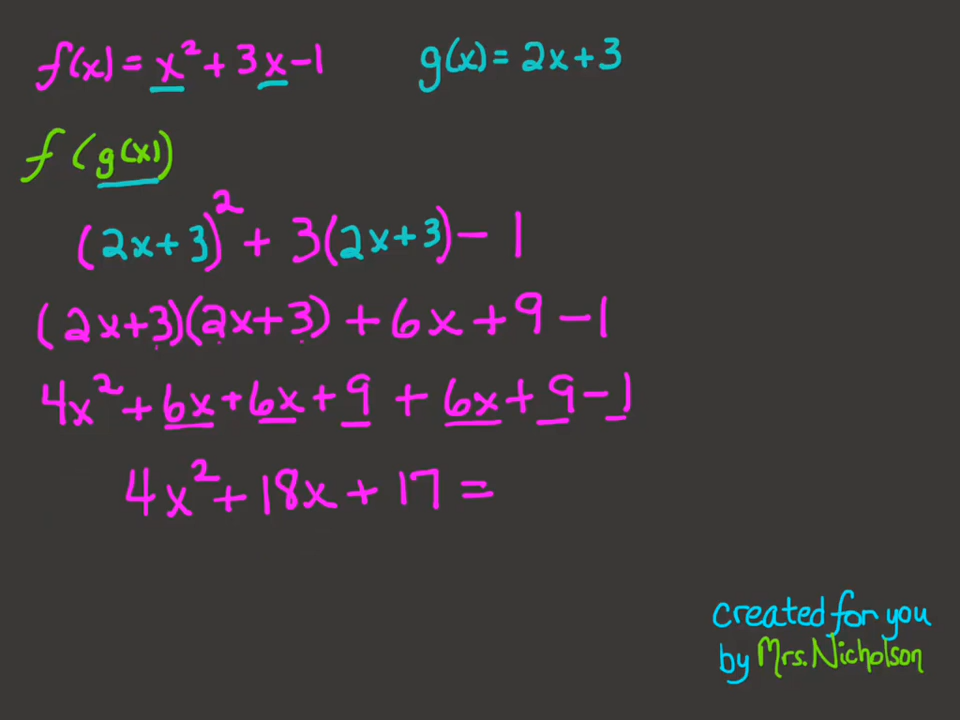 f(x) = x² + 3x - 1
g(x) = 2x + 3
f(g(x))
(2x + 3)² + 3(2x + 3) - 1
(2x + 3)(2x + 3) + 6x + 9 - 1
4x² + 6x + 6x + 9 + 6x + 9 - 1
4x² + 18x + 17 =
created for you
by Mrs. Nicholson